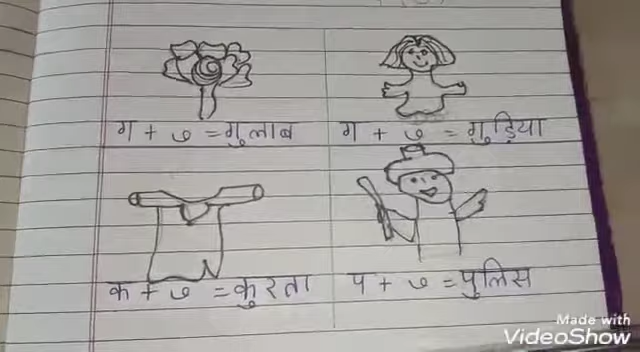 ग + ु = गुलाब ग + ु = गुड़िया
क + ु = कुरता प + ु = पुलिस
Made with
VideoShow